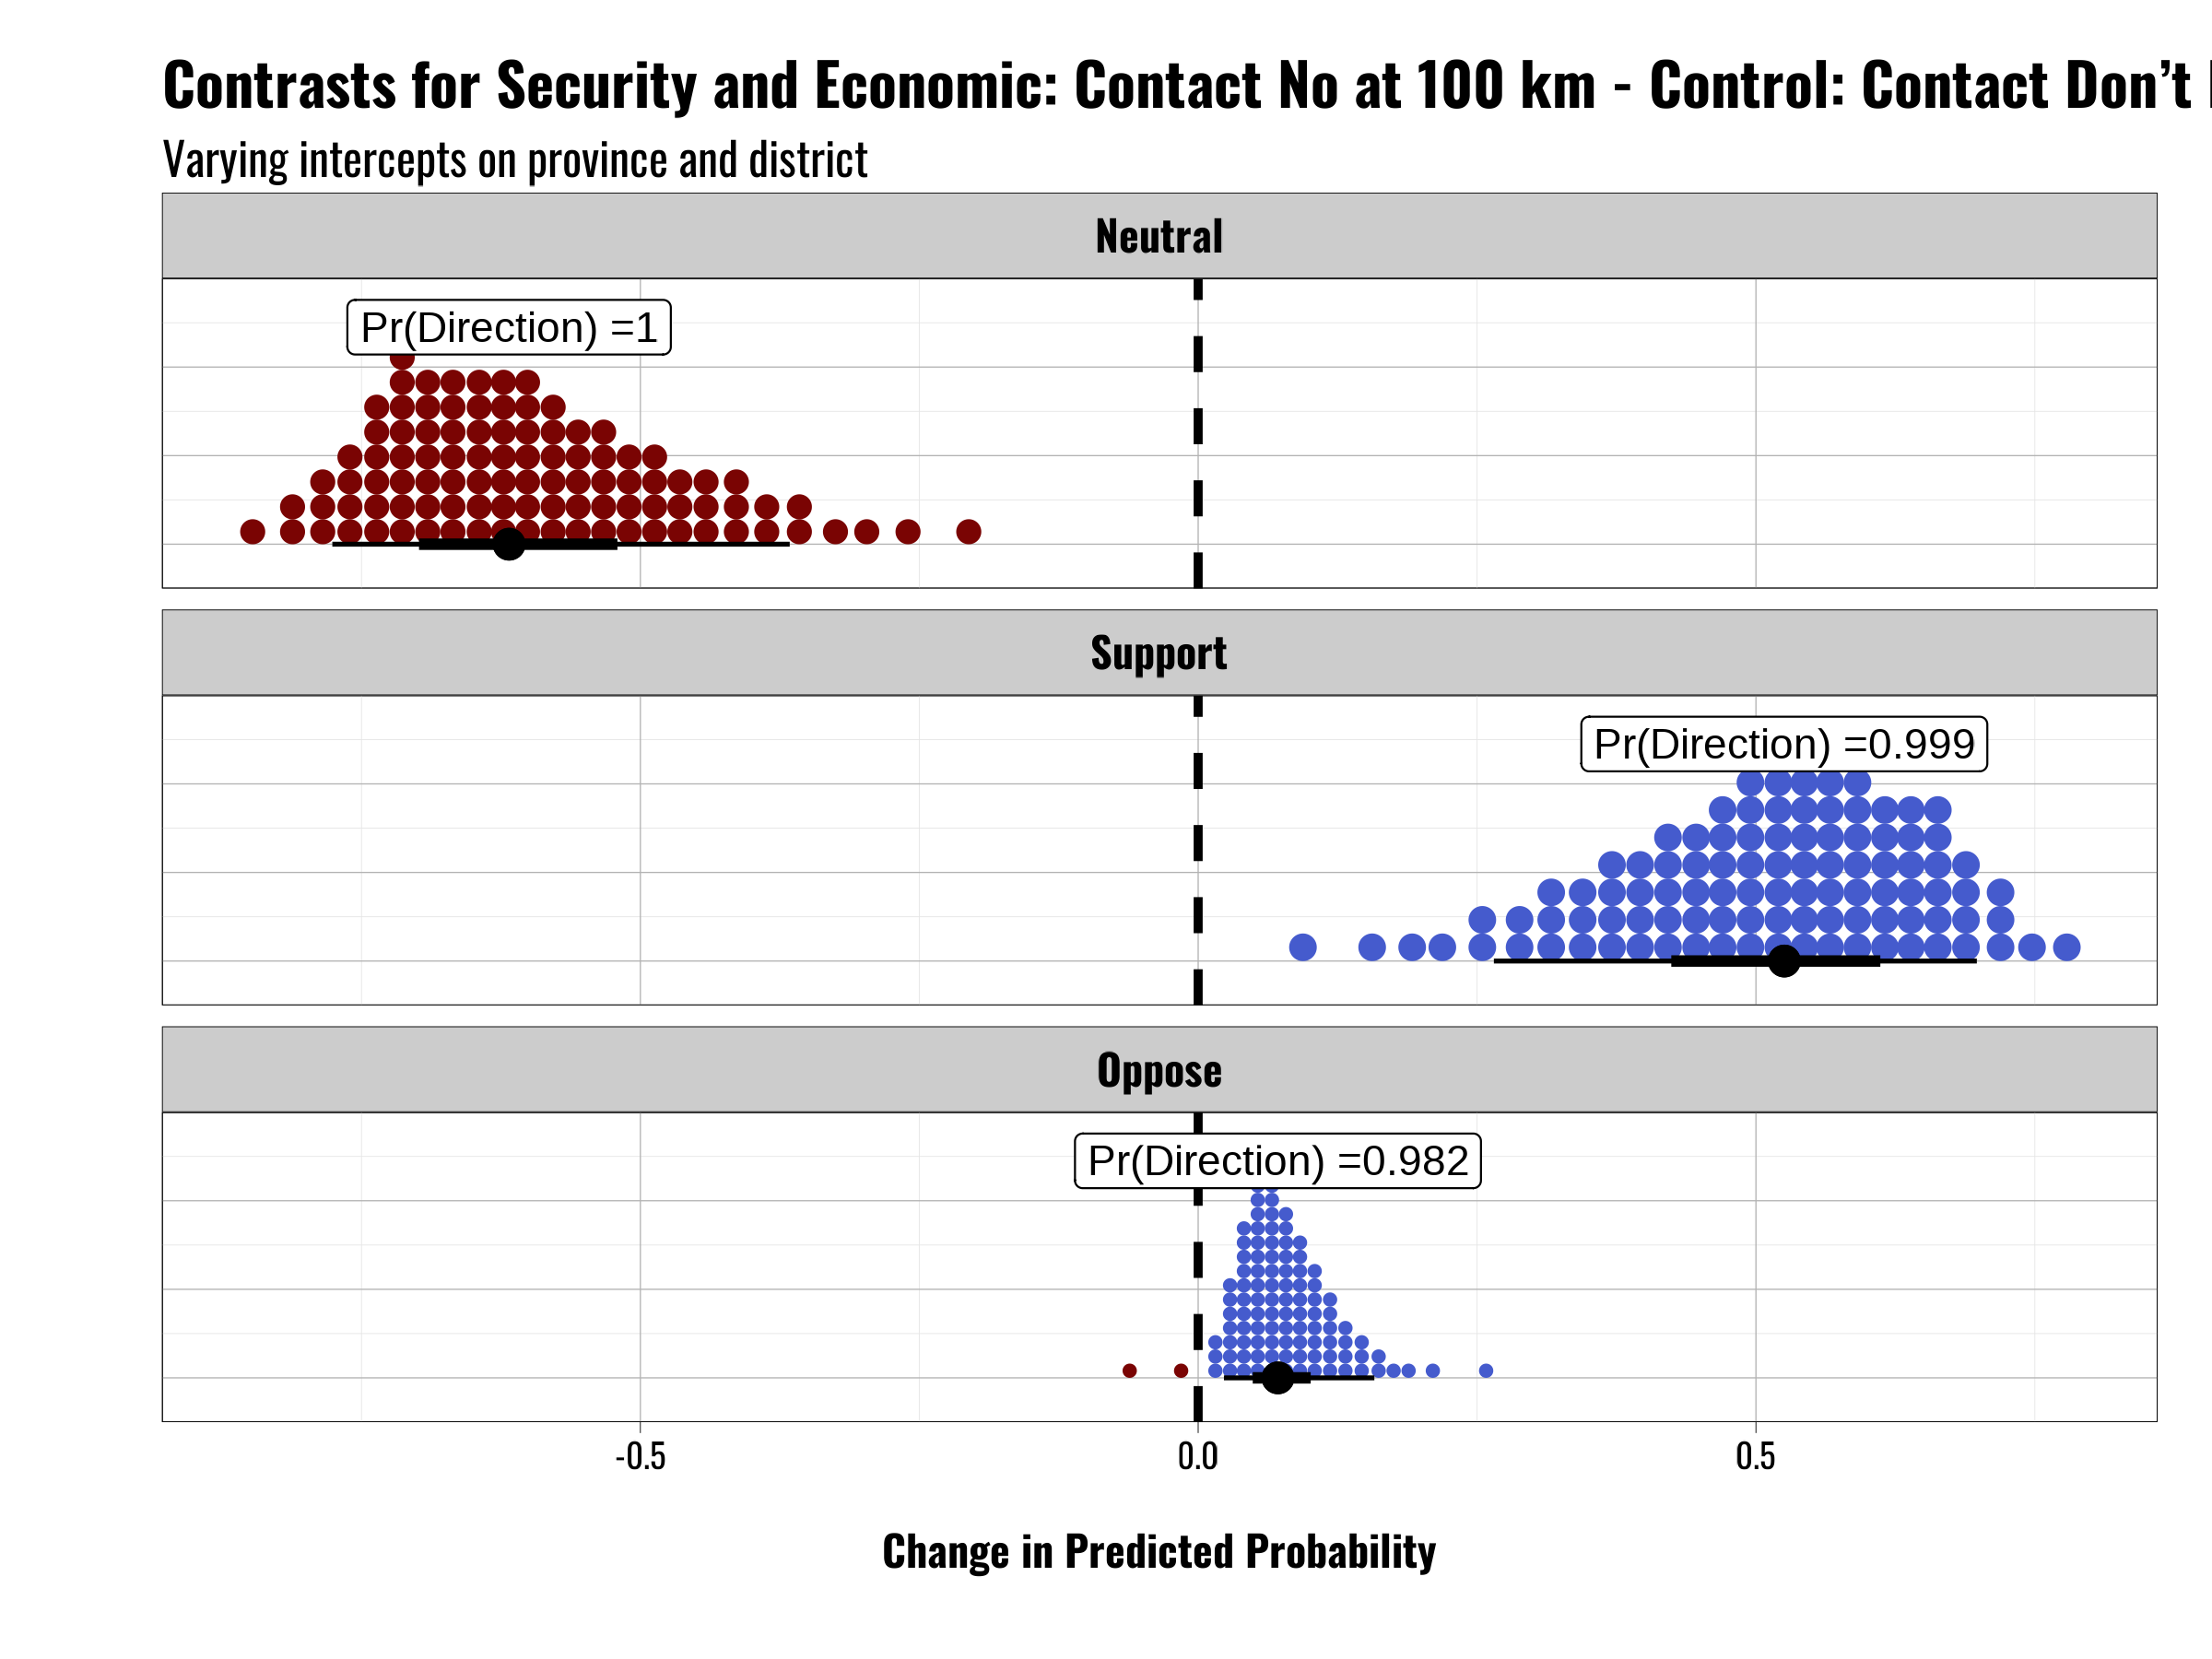 Contrasts for Security and Economic: Contact No at 100 km - Control: Contact Don’t
Varying intercepts on province and district
Neutral
Pr(Direction) =1
Support
Pr(Direction) =0.999
Oppose
Pr(Direction) =0.982
-0.5 0.0 0.5
Change in Predicted Probability